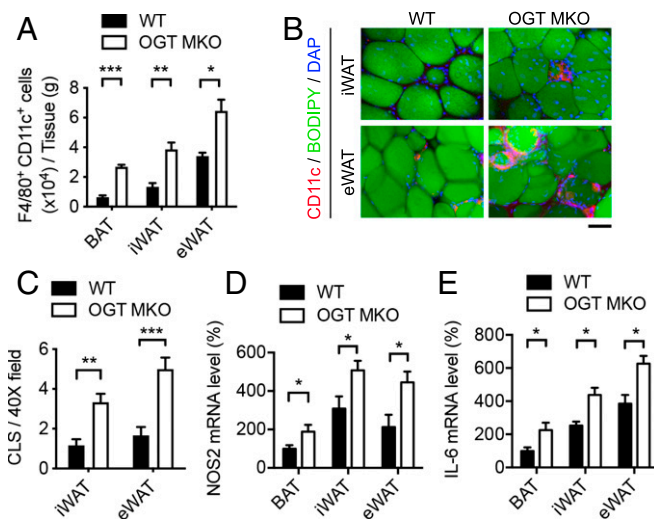 A
WT
OGT MKO
F4/80+ CD11c+ cells
(x10⁴) / Tissue (g)
8
6
4
2
0
***
**
*
BAT
iWAT
eWAT
B
WT
OGT MKO
CD11c / BODIPY / DAP
iWAT
eWAT
C
WT
OGT MKO
CLS / 40X field
6
4
2
0
**
***
iWAT
eWAT
D
WT
OGT MKO
NOS2 mRNA level (%)
600
400
200
0
*
*
*
BAT
iWAT
eWAT
E
WT
OGT MKO
IL-6 mRNA level (%)
800
600
400
200
0
*
*
*
BAT
iWAT
eWAT